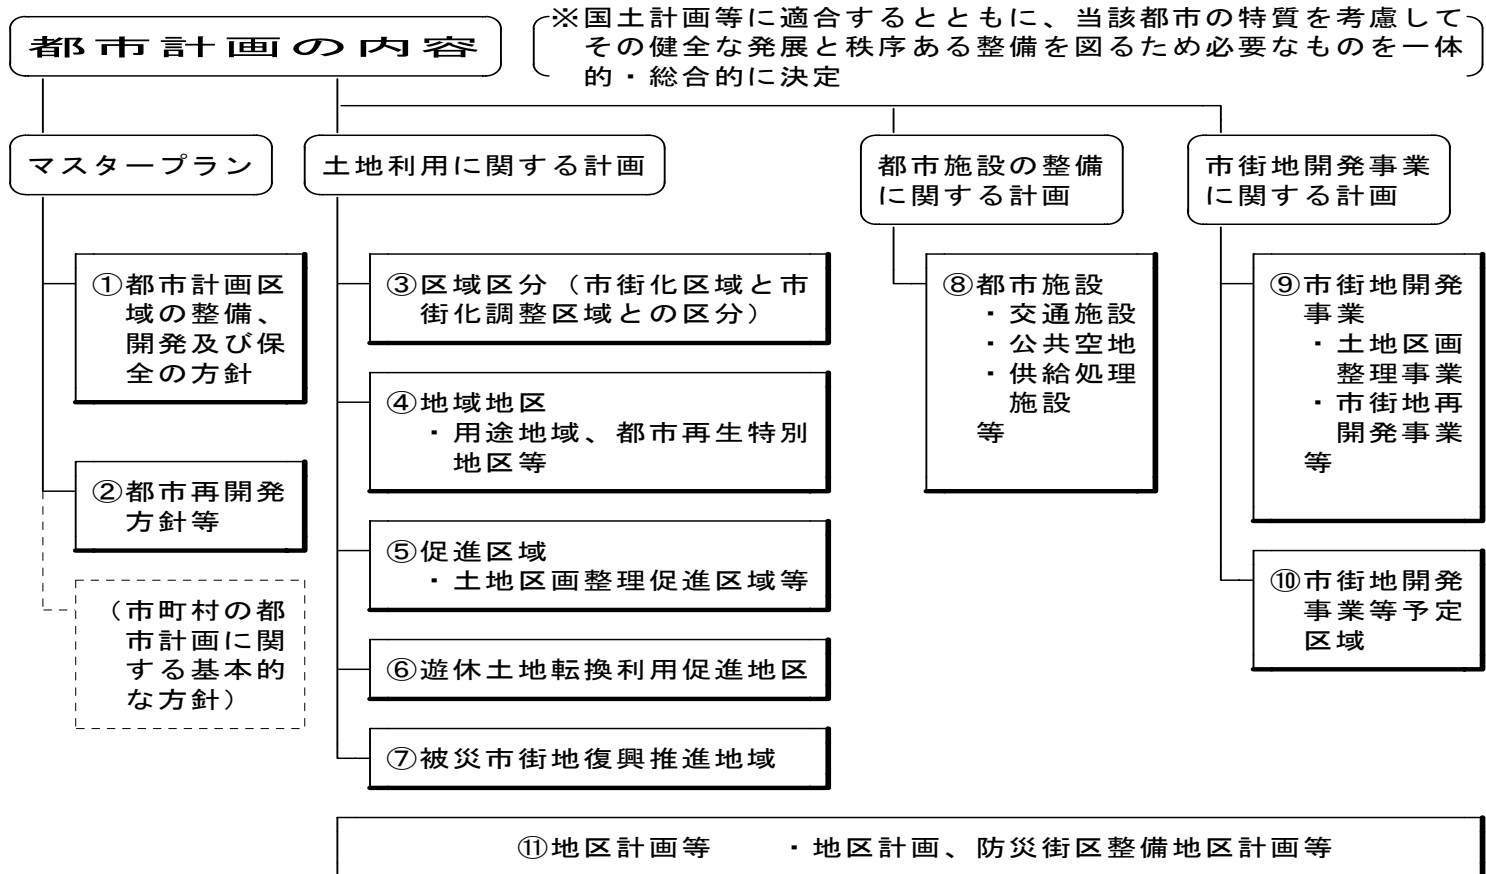 都市計画の内容
※国土計画等に適合するとともに、当該都市の特質を考慮して
その健全な発展と秩序ある整備を図るため必要なものを一体
的・総合的に決定
マスタープラン
土地利用に関する計画
都市施設の整備
に関する計画
市街地開発事業
に関する計画
①都市計画区
域の整備、
開発及び保
全の方針
②都市再開発
方針等
（市町村の都
市計画に関
する基本的
な方針）
③区域区分（市街化区域と市
街化調整区域との区分）
④地域地区
・用途地域、都市再生特別
地区等
⑤促進区域
・土地区画整理促進区域等
⑥遊休土地転換利用促進地区
⑦被災市街地復興推進地域
⑧都市施設
・交通施設
・公共空地
・供給処理
施設
等
⑨市街地開発
事業
・土地区画
整理事業
・市街地再
開発事業
等
⑩市街地開発
事業等予定
区域
⑪地区計画等　・地区計画、防災街区整備地区計画等